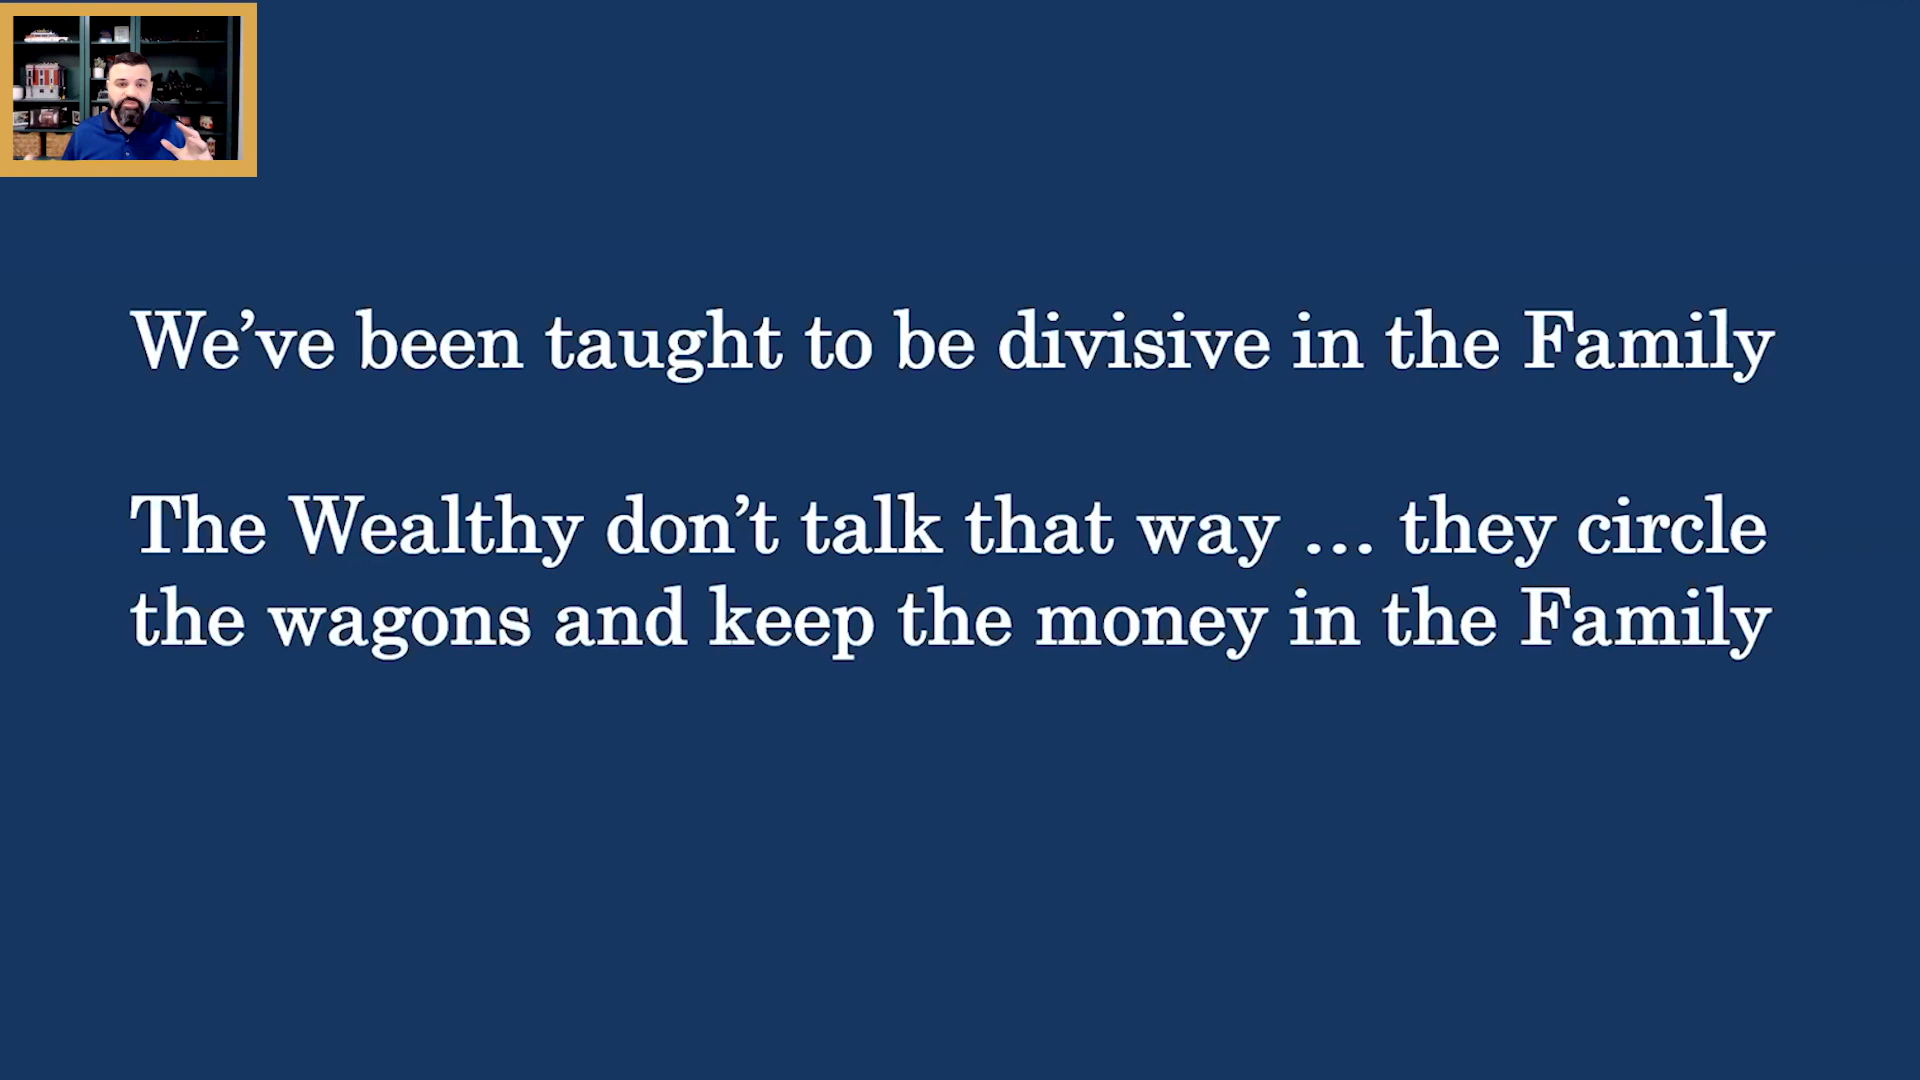 We’ve been taught to be divisive in the Family
The Wealthy don’t talk that way ... they circle
the wagons and keep the money in the Family